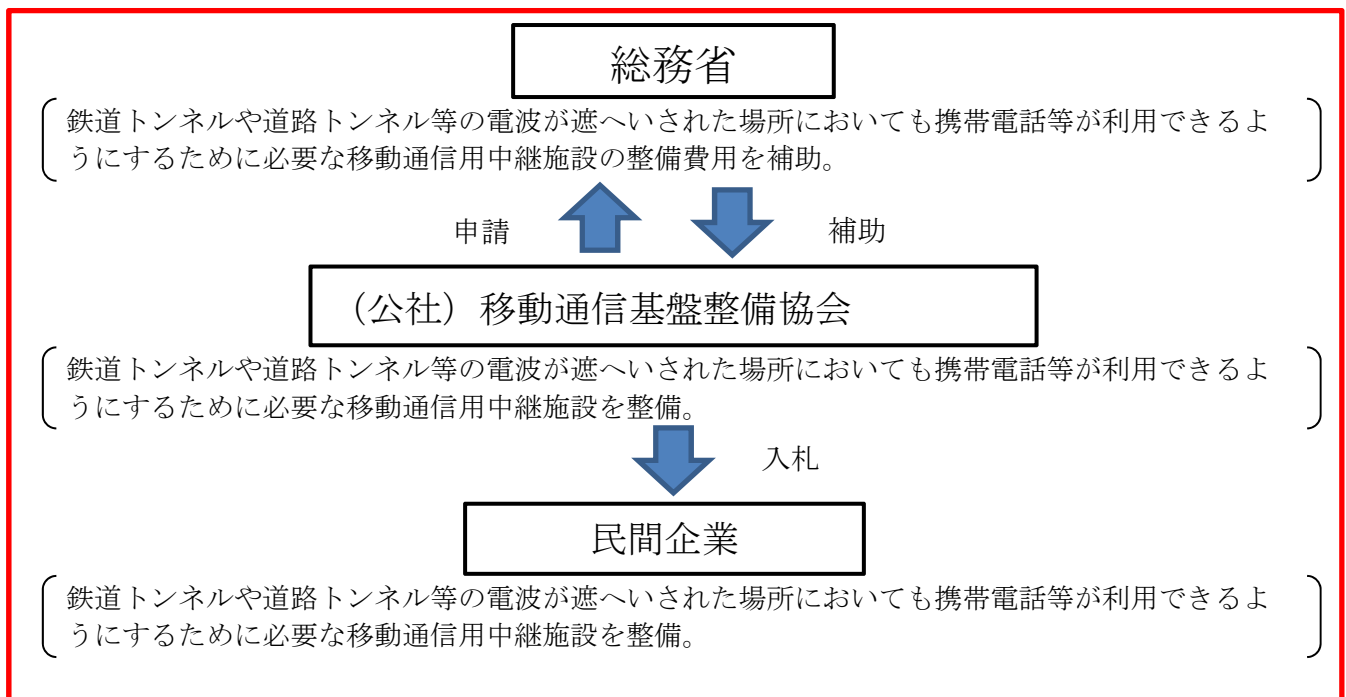 総務省
鉄道トンネルや道路トンネル等の電波が遮へいされた場所においても携帯電話等が利用できるよ
うにするために必要な移動通信用中継施設の整備費用を補助。
申請
補助
（公社）移動通信基盤整備協会
鉄道トンネルや道路トンネル等の電波が遮へいされた場所においても携帯電話等が利用できるよ
うにするために必要な移動通信用中継施設を整備。
入札
民間企業
鉄道トンネルや道路トンネル等の電波が遮へいされた場所においても携帯電話等が利用できるよ
うにするために必要な移動通信用中継施設を整備。